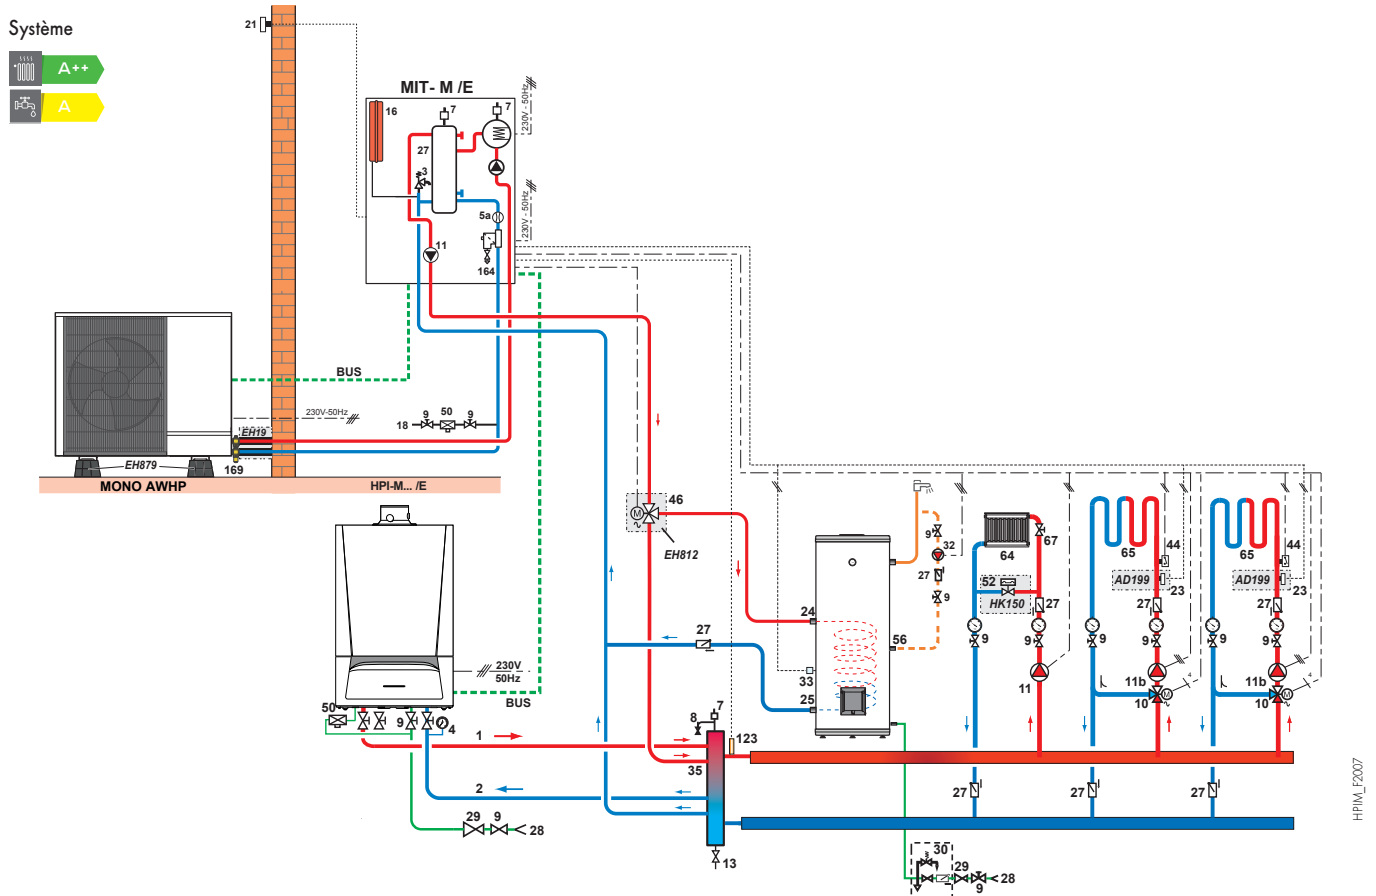 Système
A++
A
21
MIT- M /E
16
7
7
230V - 50Hz
27
3
5a
230V - 50Hz
11
164
BUS
230V-50Hz
EH19
18
9
50
9
EH879
169
MONO AWHP
HPI-M... /E
46
M
EH812
9
32
27
9
64
67
52
HK150
27
65
44
AD199
23
27
65
44
AD199
23
27
24
56
33
25
27
9
9
9
9
9
9
11
11b
10
M
11b
10
M
230V
50Hz
BUS
50
9
4
1
2
8
7
123
35
27
27
27
29
9
28
13
30
29
28
9
HPIM_F2007